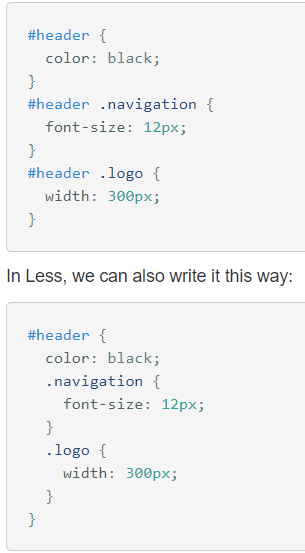 #header {
  color: black;
}
#header .navigation {
  font-size: 12px;
}
#header .logo {
  width: 300px;
}
In Less, we can also write it this way:
#header {
  color: black;
  .navigation {
    font-size: 12px;
  }
  .logo {
    width: 300px;
  }
}